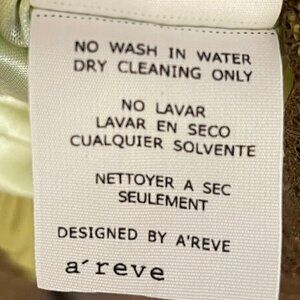 NO WASH IN WATER
DRY CLEANING ONLY
NO LAVAR
LAVAR EN SECO
CUALQUIER SOLVENTE
NETTOYER A SEC
SEULEMENT
DESIGNED BY A'REVE
a´reve